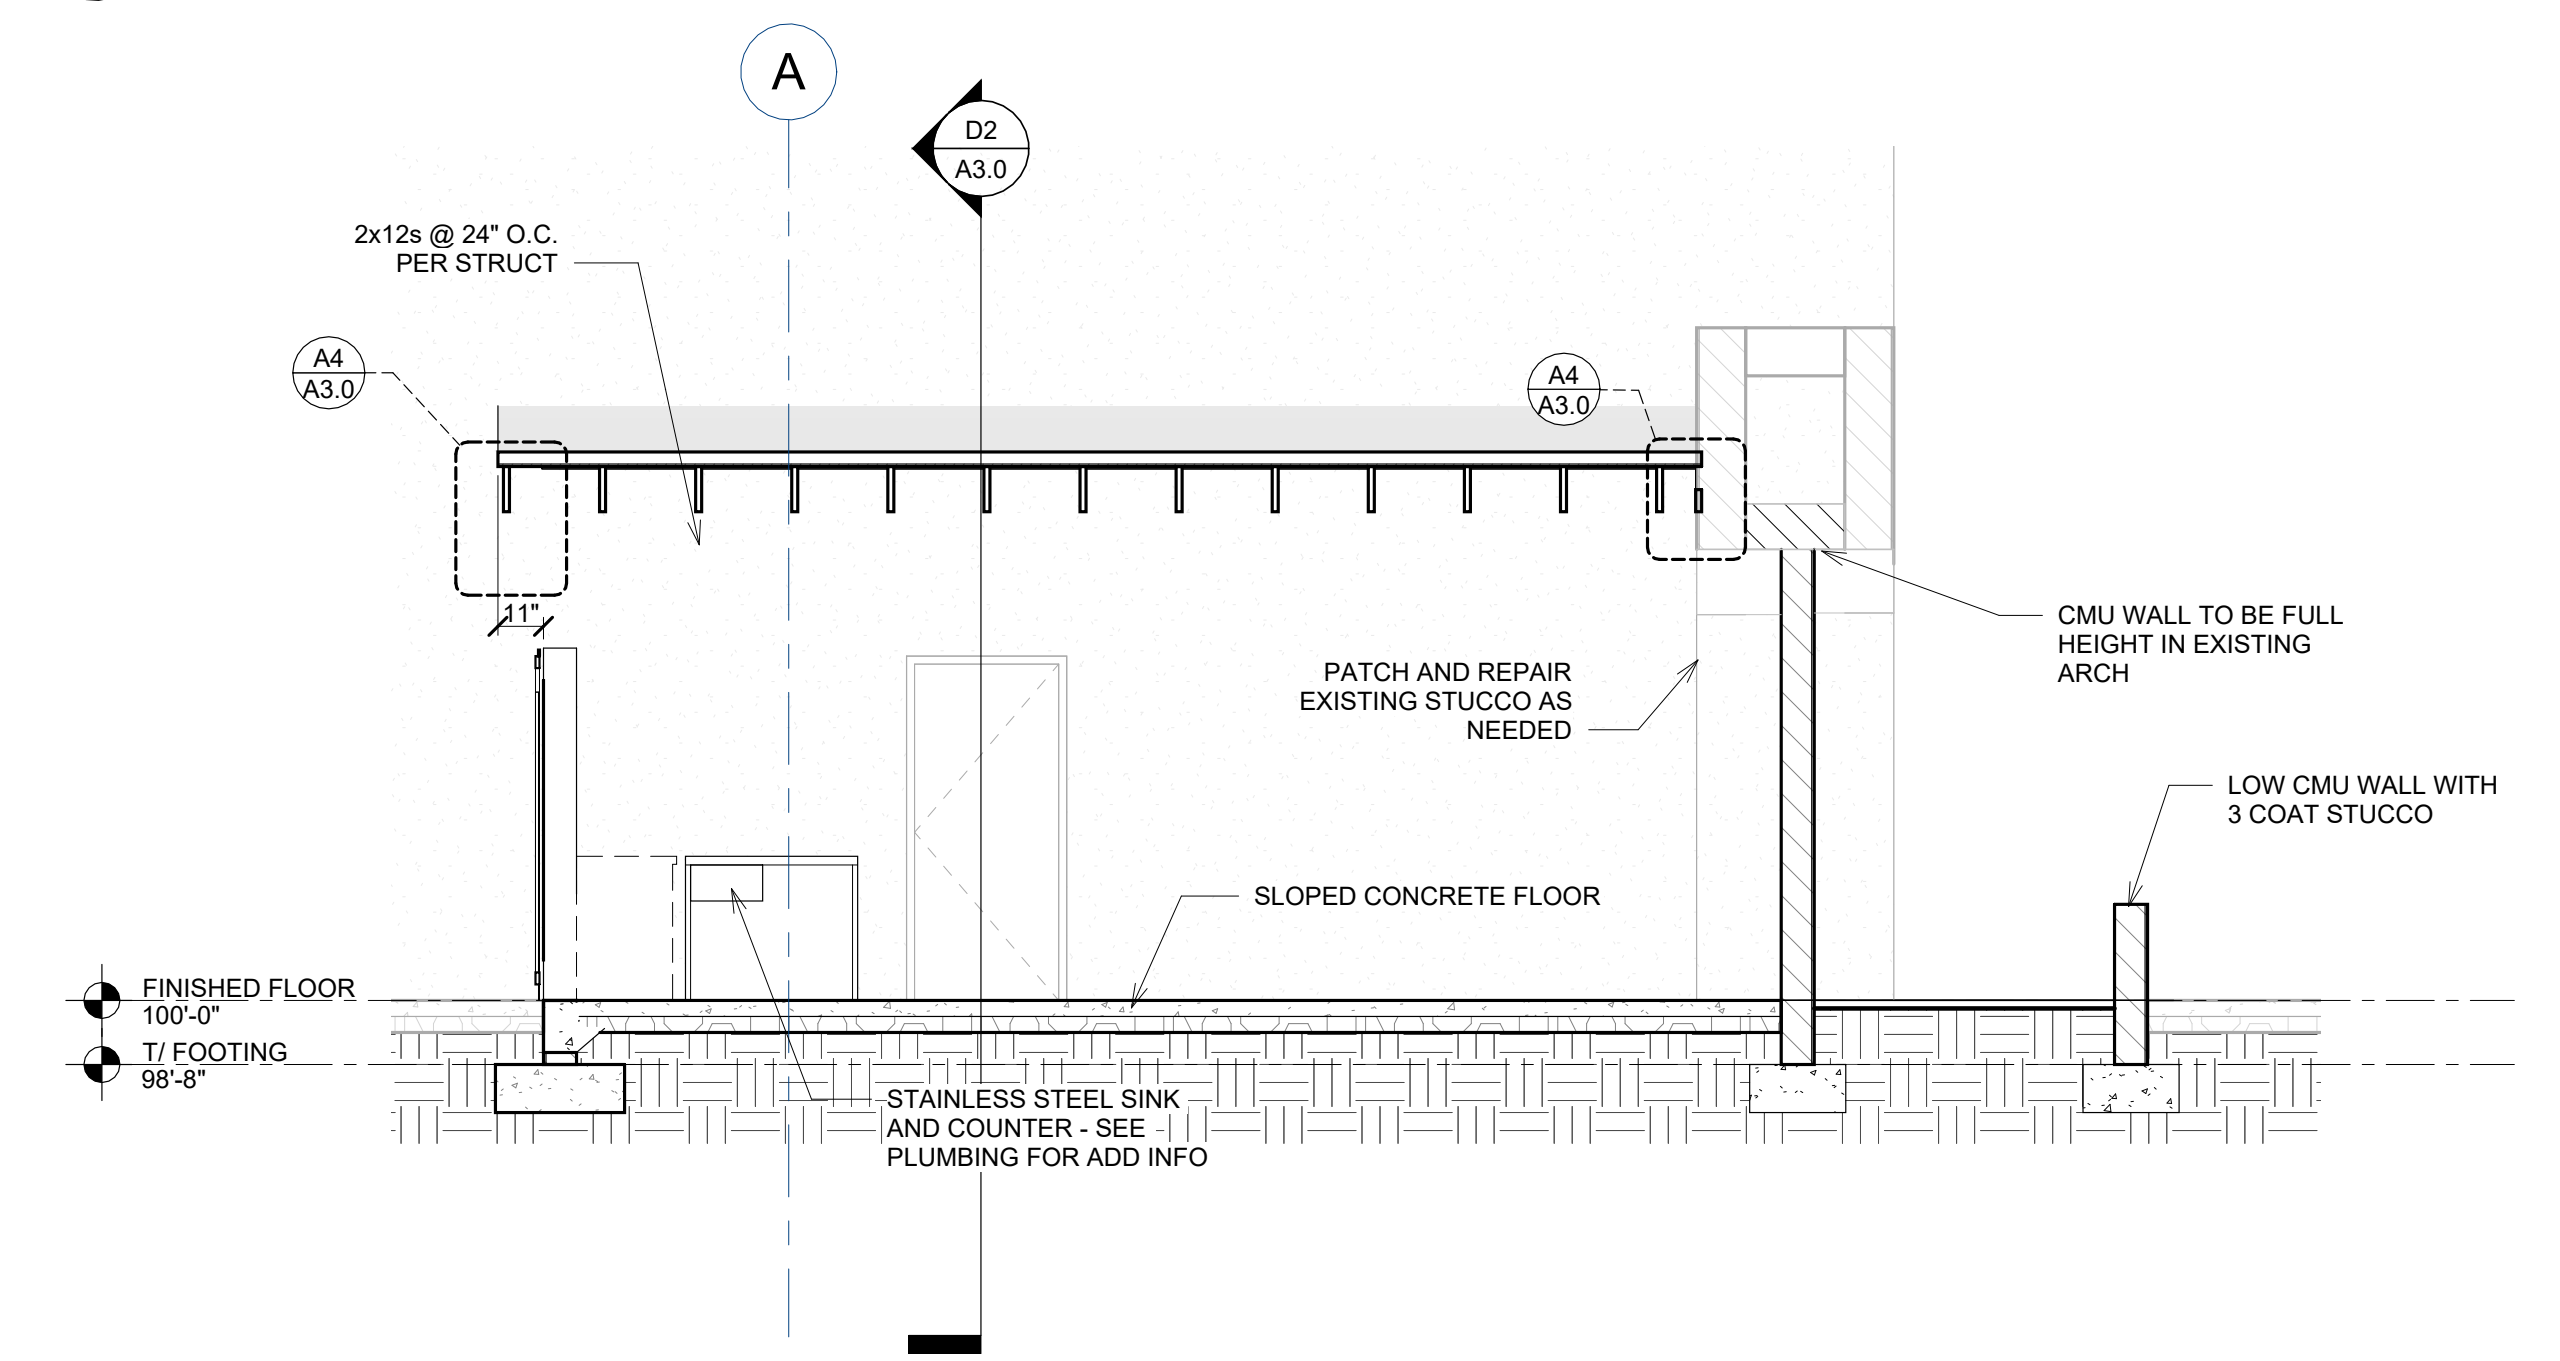 A
D2
A3.0
2x12s @ 24" O.C.
PER STRUCT
A4
A3.0
A4
A3.0
11"
CMU WALL TO BE FULL
HEIGHT IN EXISTING
ARCH
PATCH AND REPAIR
EXISTING STUCCO AS
NEEDED
LOW CMU WALL WITH
3 COAT STUCCO
SLOPED CONCRETE FLOOR
FINISHED FLOOR
100'-0"
T/ FOOTING
98'-8"
STAINLESS STEEL SINK
AND COUNTER - SEE
PLUMBING FOR ADD INFO